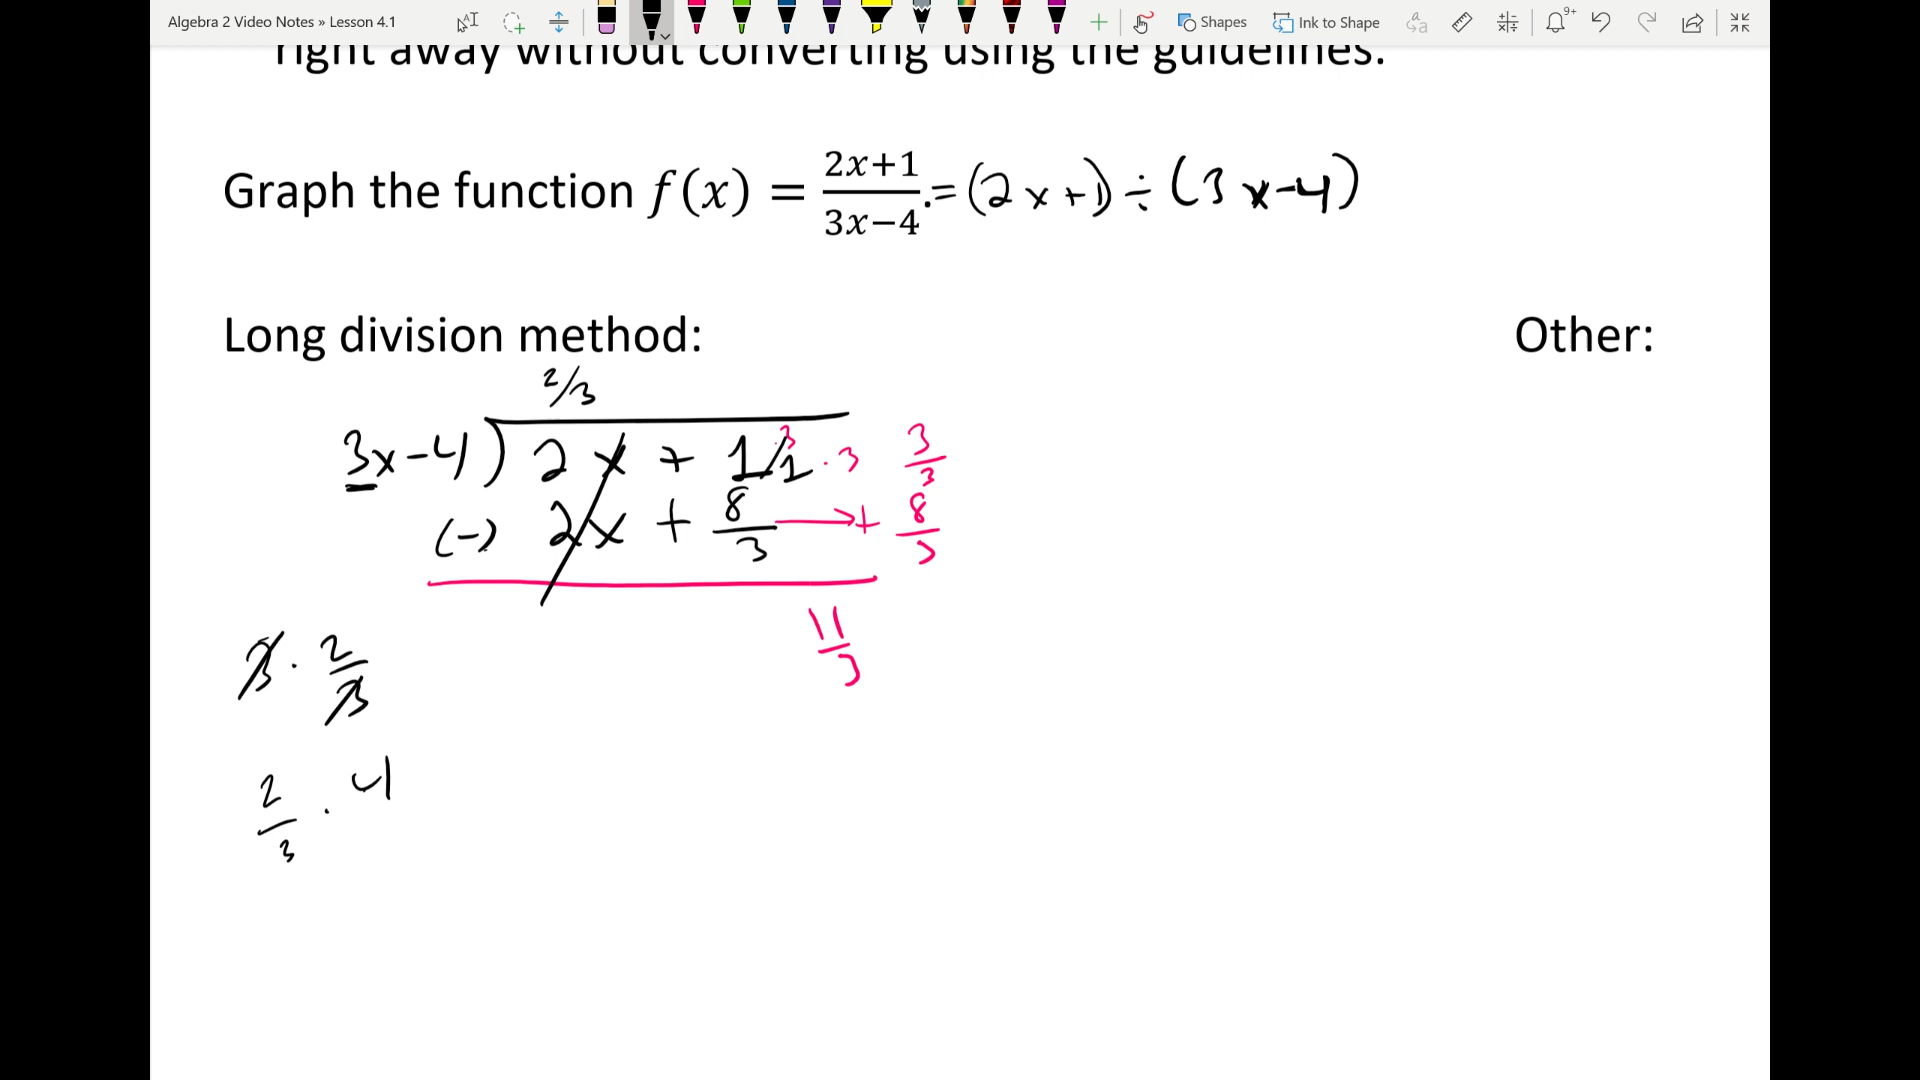 Algebra 2 Video Notes » Lesson 4.1
Shapes
Ink to Shape
9+
right away without converting using the guidelines.
Graph the function f(x) = 2x+1/3x−4 . = (2x+1) ÷ (3x-4)
Long division method:
Other:
2/3
3x-4) 2x + 1/1 · 3 3/3
(-) 2x + 8/3 → + 8/3
11/3
3 · 2/3
2/3 · 4